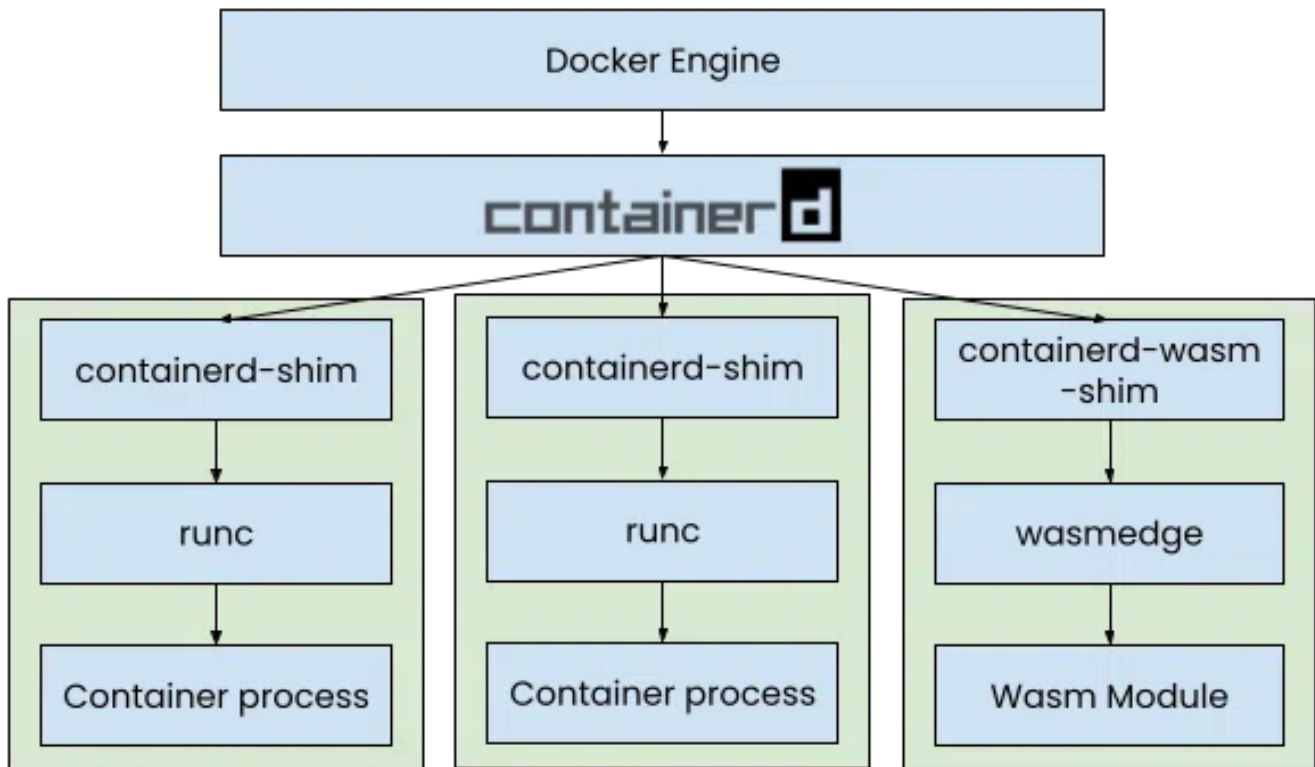 Docker Engine
containerd
containerd-shim
runc
Container process
containerd-shim
runc
Container process
containerd-wasm
-shim
wasmedge
Wasm Module